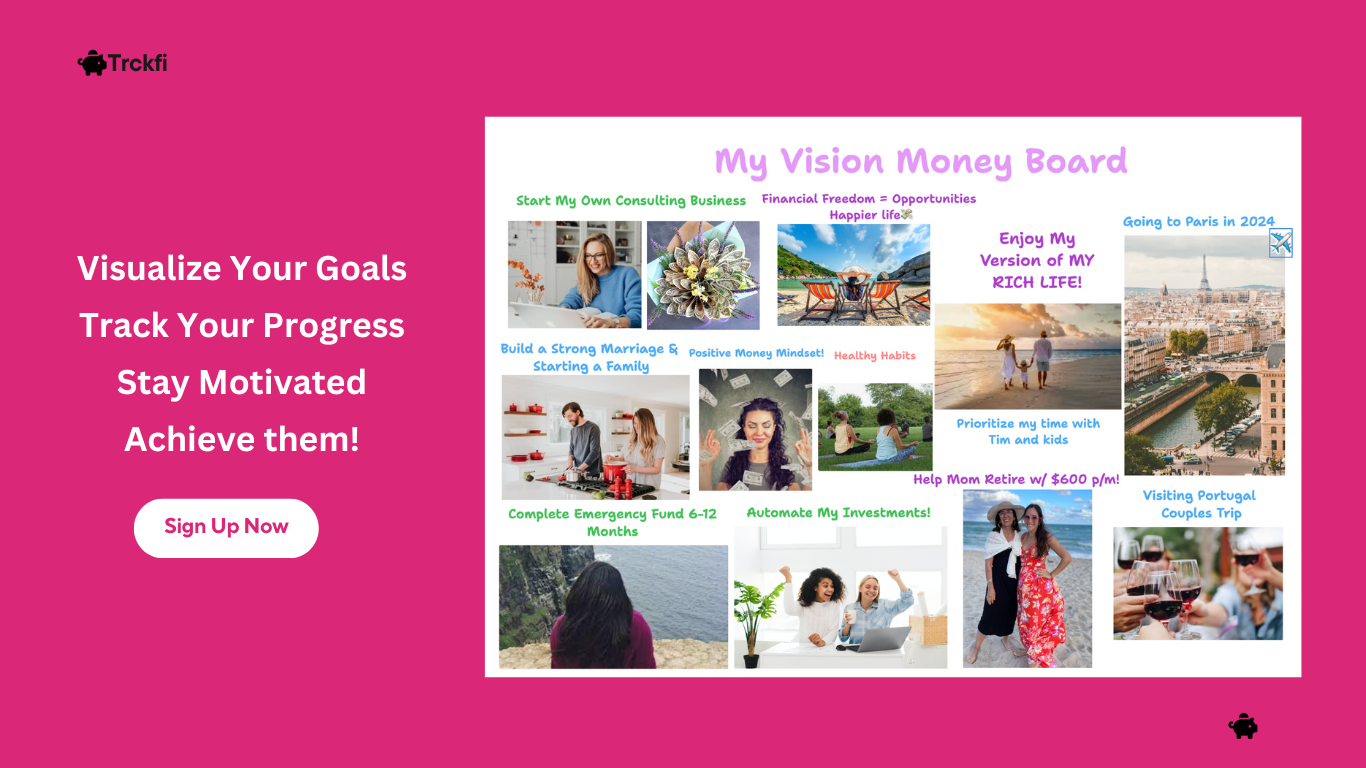 Trckfi
Visualize Your Goals
Track Your Progress
Stay Motivated
Achieve them!
Sign Up Now
My Vision Money Board
Start My Own Consulting Business
Financial Freedom = Opportunities
Happier life💸
Going to Paris in 2024
✈️
Enjoy My
Version of MY
RICH LIFE!
Build a Strong Marriage &
Starting a Family
Positive Money Mindset!
Healthy Habits
Prioritize my time with
Tim and kids
Help Mom Retire w/ $600 p/m!
Visiting Portugal
Couples Trip
Complete Emergency Fund 6-12
Months
Automate My Investments!